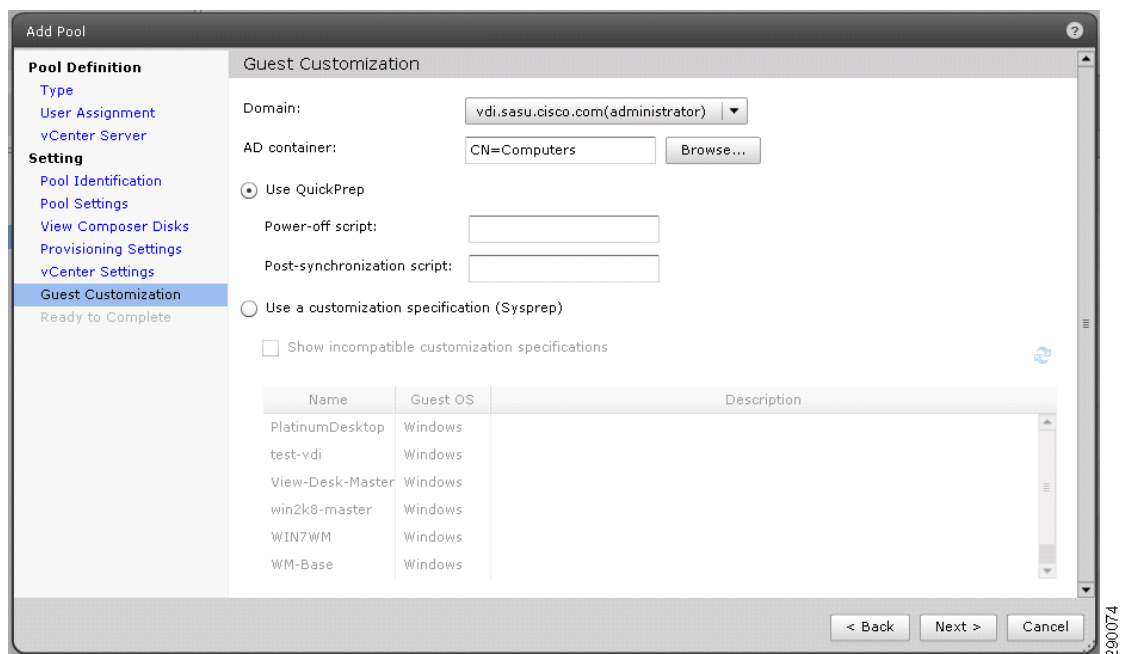 Add Pool
?
Pool Definition
Type
User Assignment
vCenter Server
Setting
Pool Identification
Pool Settings
View Composer Disks
Provisioning Settings
vCenter Settings
Guest Customization
Ready to Complete
Guest Customization
Domain: vdi.sasu.cisco.com(administrator)
AD container: CN=Computers Browse...
Use QuickPrep
Power-off script:
Post-synchronization script:
Use a customization specification (Sysprep)
Show incompatible customization specifications
Name Guest OS Description
PlatinumDesktop Windows
test-vdi Windows
View-Desk-Master Windows
win2k8-master Windows
WIN7WM Windows
WM-Base Windows
< Back Next > Cancel
290074